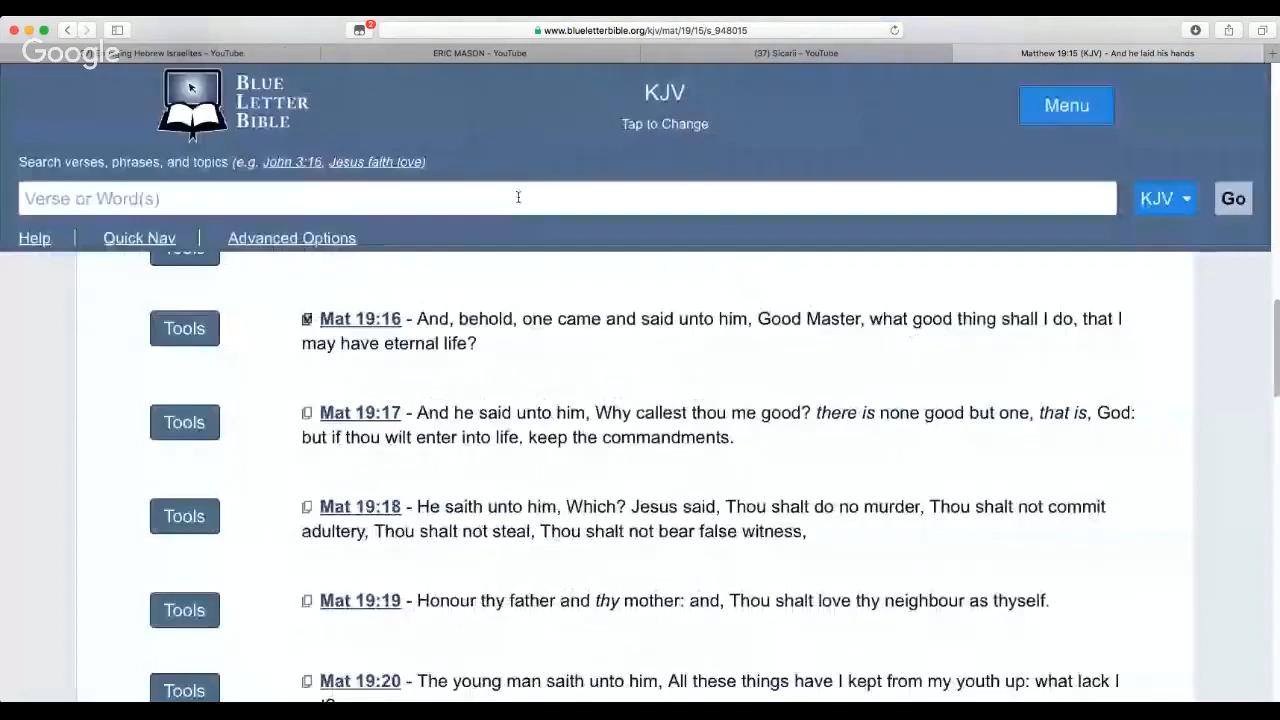 2
www.blueletterbible.org/kjv/mat/19/15/s_948015
Google
Hebrew Israelites – YouTube
ERIC MASON – YouTube
(37) Sicarii – YouTube
Matthew 19:15 (KJV) - And he laid his hands
BLUE
LETTER
BIBLE
KJV
Tap to Change
Menu
Search verses, phrases, and topics (e.g. John 3:16, Jesus faith love)
Verse or Word(s)
KJV
Go
Help
Quick Nav
Advanced Options
Tools
Tools
Mat 19:16 - And, behold, one came and said unto him, Good Master, what good thing shall I do, that I
may have eternal life?
Tools
Mat 19:17 - And he said unto him, Why callest thou me good? there is none good but one, that is, God:
but if thou wilt enter into life, keep the commandments.
Tools
Mat 19:18 - He saith unto him, Which? Jesus said, Thou shalt do no murder, Thou shalt not commit
adultery, Thou shalt not steal, Thou shalt not bear false witness,
Tools
Mat 19:19 - Honour thy father and thy mother: and, Thou shalt love thy neighbour as thyself.
Tools
Mat 19:20 - The young man saith unto him, All these things have I kept from my youth up: what lack I